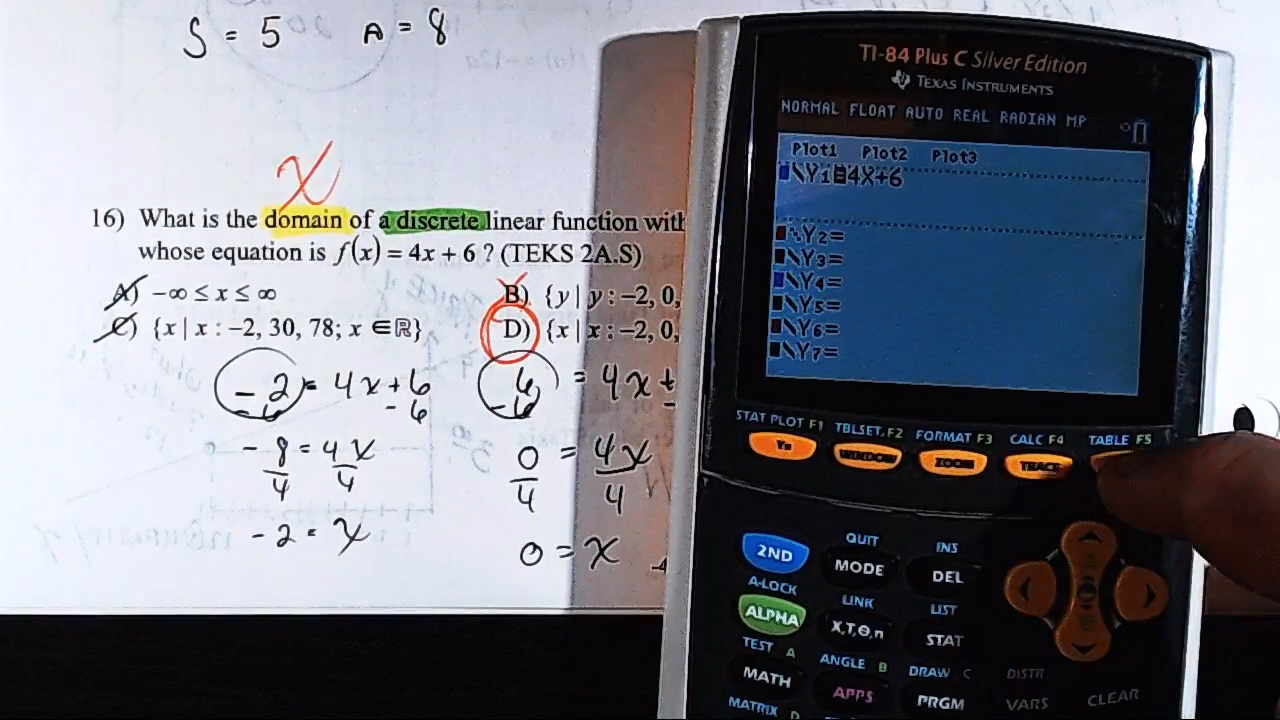 S = 5 A = 8
x
16) What is the domain of a discrete linear function with
whose equation is f(x) = 4x + 6 ? (TEKS 2A.S)
A) −∞ ≤ x ≤ ∞
B) {y | y : −2, 0,
C) {x | x : −2, 30, 78; x ∈ ℝ}
D) {x | x : −2, 0,
−2 = 4x + 6
−6 −6
−8 = 4x
4 4
−2 = x
6 = 4x +
−6 −
0 = 4x
4 4
0 = x
TI-84 Plus C Silver Edition
TEXAS INSTRUMENTS
NORMAL FLOAT AUTO REAL RADIAN MP
Plot1 Plot2 Plot3
\Y1=4X+6
\Y2=
\Y3=
\Y4=
\Y5=
\Y6=
\Y7=
STAT PLOT F1 TBLSET F2 FORMAT F3 CALC F4 TABLE F5
Y= WINDOW ZOOM TRACE
QUIT INS
2ND MODE DEL
A-LOCK LINK LIST
ALPHA X,T,θ,n STAT
TEST A ANGLE B DRAW C DISTR
MATH APPS PRGM VARS CLEAR
MATRIX D